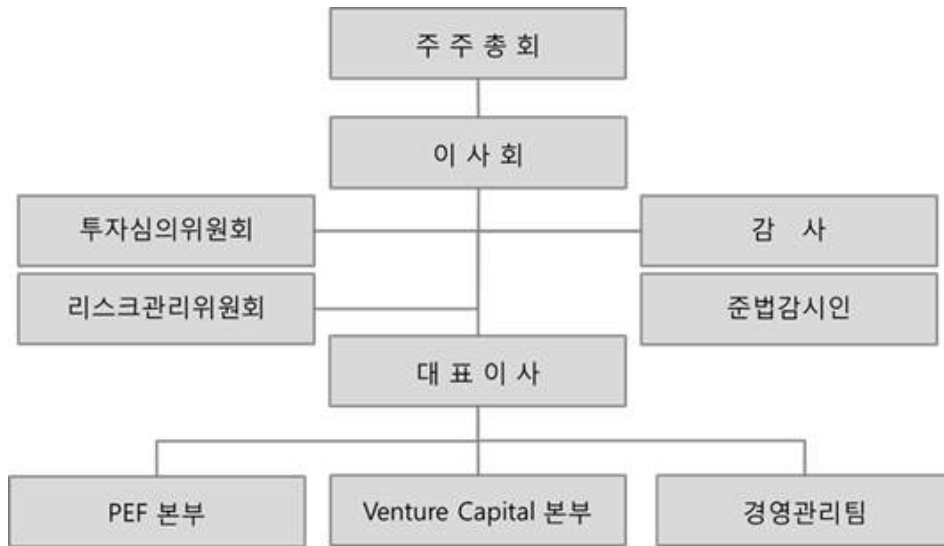 주 주 총 회
이 사 회
투자심의위원회
감 사
리스크관리위원회
준법감시인
대 표 이 사
PEF 본부
Venture Capital 본부
경영관리팀